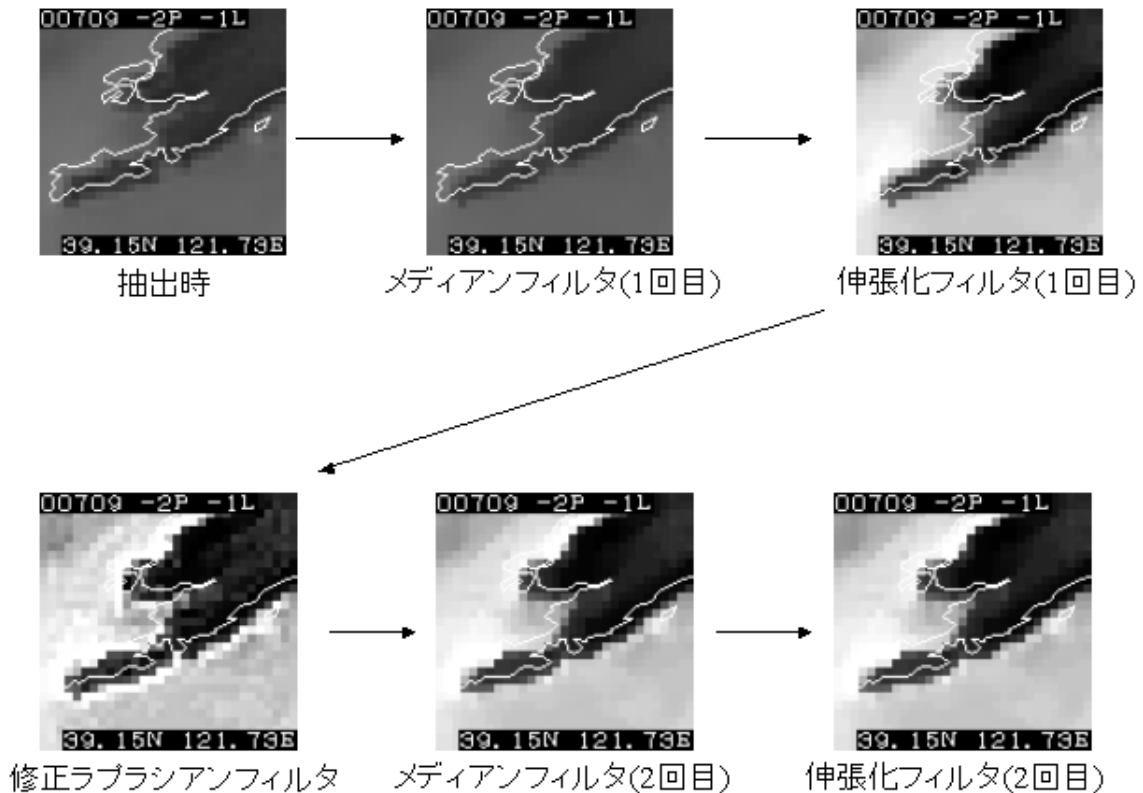 00709 -2P -1L
39.15N 121.73E
抽出時
00709 -2P -1L
39.15N 121.73E
メディアンフィルタ(1回目)
00709 -2P -1L
39.15N 121.73E
伸張化フィルタ(1回目)
00709 -2P -1L
39.15N 121.73E
修正ラプラシアンフィルタ
00709 -2P -1L
39.15N 121.73E
メディアンフィルタ(2回目)
00709 -2P -1L
39.15N 121.73E
伸張化フィルタ(2回目)